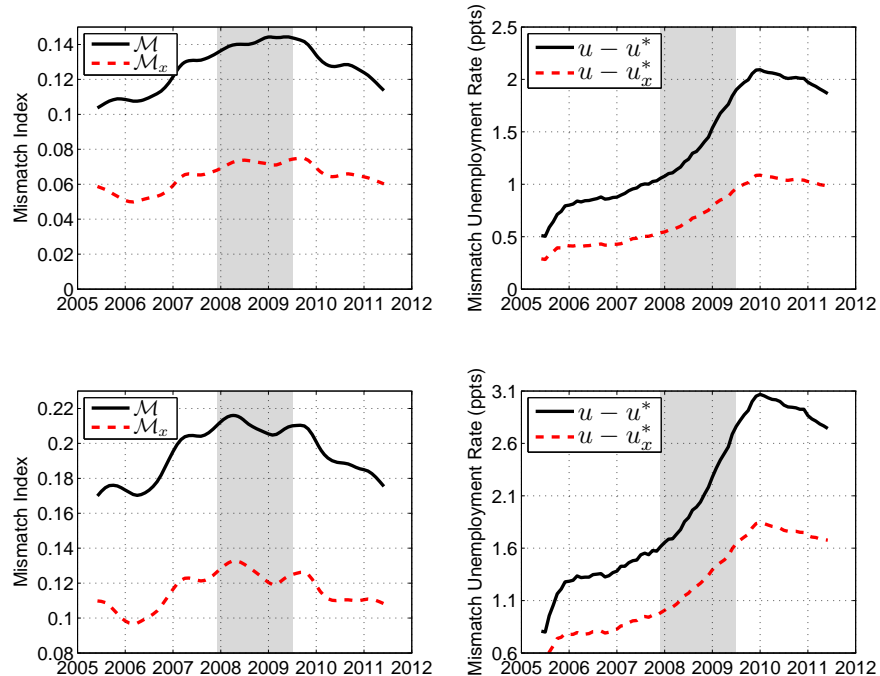 0.14
0.12
0.1
0.08
0.06
0.04
0.02
0
Mismatch Index
ℳ
ℳₓ
2005 2006 2007 2008 2009 2010 2011 2012
2.5
2
1.5
1
0.5
0
Mismatch Unemployment Rate (ppts)
u − u*
u − u*ₓ
2005 2006 2007 2008 2009 2010 2011 2012
0.22
0.2
0.18
0.16
0.14
0.12
0.1
0.08
Mismatch Index
ℳ
ℳₓ
2005 2006 2007 2008 2009 2010 2011 2012
3.1
2.6
2.1
1.6
1.1
0.6
Mismatch Unemployment Rate (ppts)
u − u*
u − u*ₓ
2005 2006 2007 2008 2009 2010 2011 2012